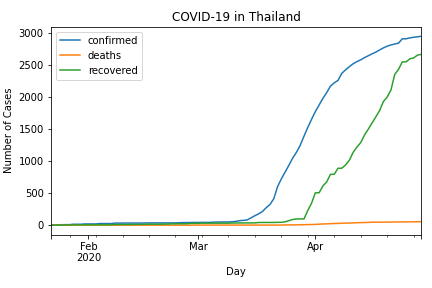 COVID-19 in Thailand
confirmed
deaths
recovered
Number of Cases
3000
2500
2000
1500
1000
500
0
Feb
2020
Mar
Apr
Day